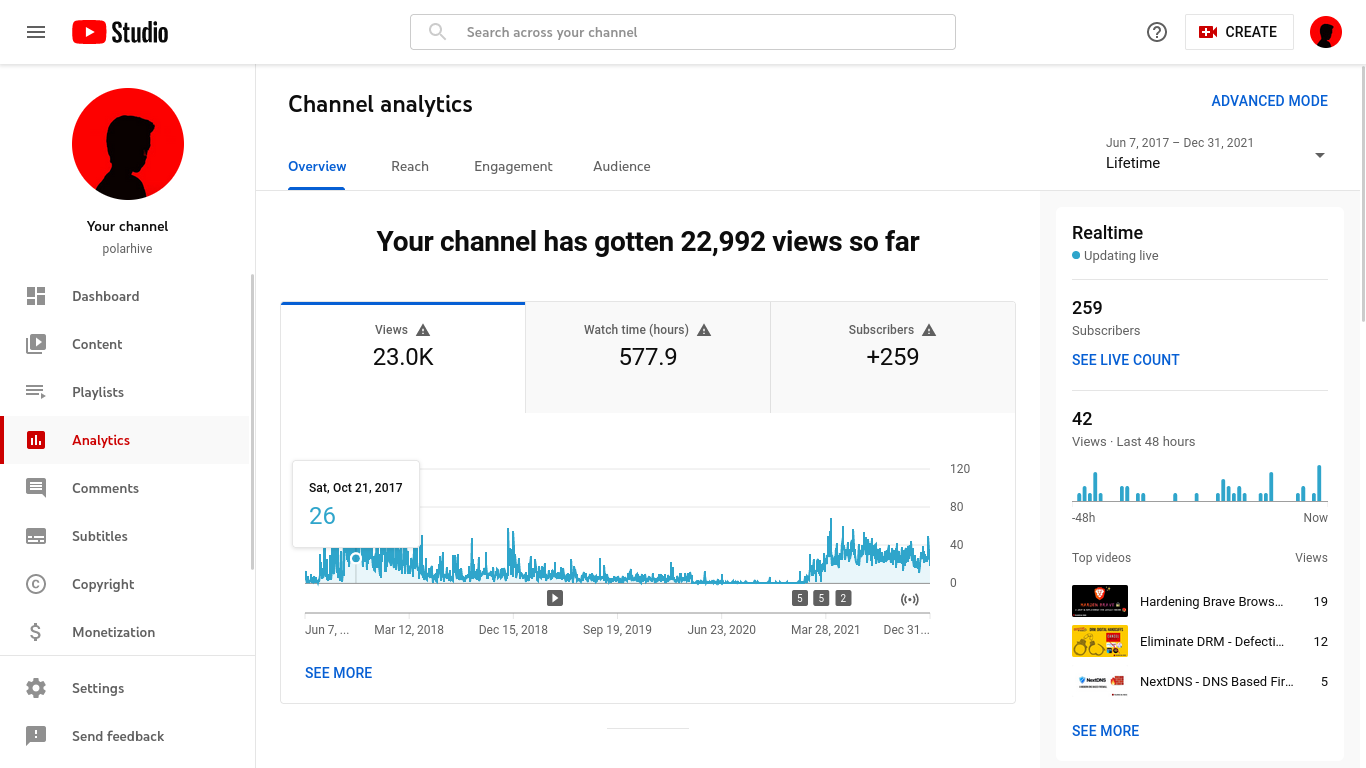 Studio
Search across your channel
CREATE
Your channel
polarhive
Dashboard
Content
Playlists
Analytics
Comments
Subtitles
Copyright
Monetization
Settings
Send feedback
Channel analytics
ADVANCED MODE
Overview
Reach
Engagement
Audience
Jun 7, 2017 – Dec 31, 2021
Lifetime
Your channel has gotten 22,992 views so far
Views
23.0K
Watch time (hours)
577.9
Subscribers
+259
Sat, Oct 21, 2017
26
120
80
40
0
5
5
2
Jun 7, ...
Mar 12, 2018
Dec 15, 2018
Sep 19, 2019
Jun 23, 2020
Mar 28, 2021
Dec 31...
SEE MORE
Realtime
Updating live
259
Subscribers
SEE LIVE COUNT
42
Views · Last 48 hours
-48h
Now
Top videos
Views
Hardening Brave Brows...
19
Eliminate DRM - Defecti...
12
NextDNS
NextDNS - DNS Based Fir...
5
SEE MORE